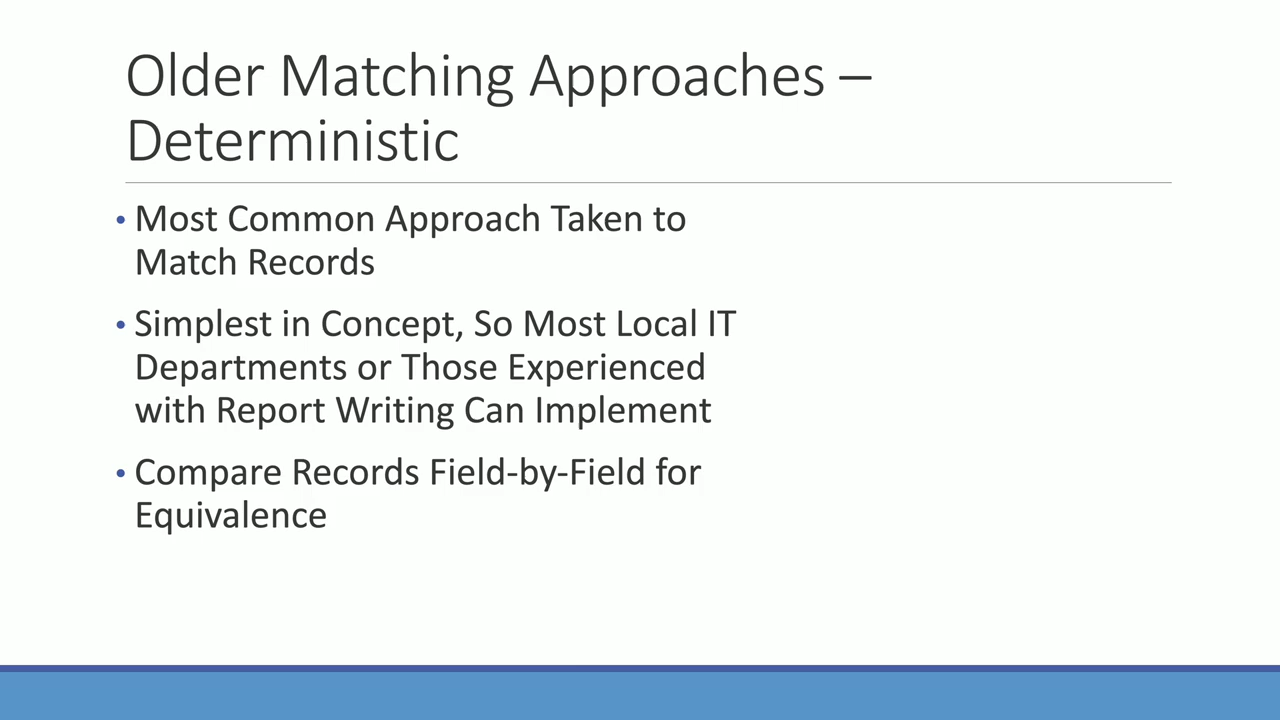 Older Matching Approaches –
Deterministic
• Most Common Approach Taken to
Match Records
• Simplest in Concept, So Most Local IT
Departments or Those Experienced
with Report Writing Can Implement
• Compare Records Field-by-Field for
Equivalence